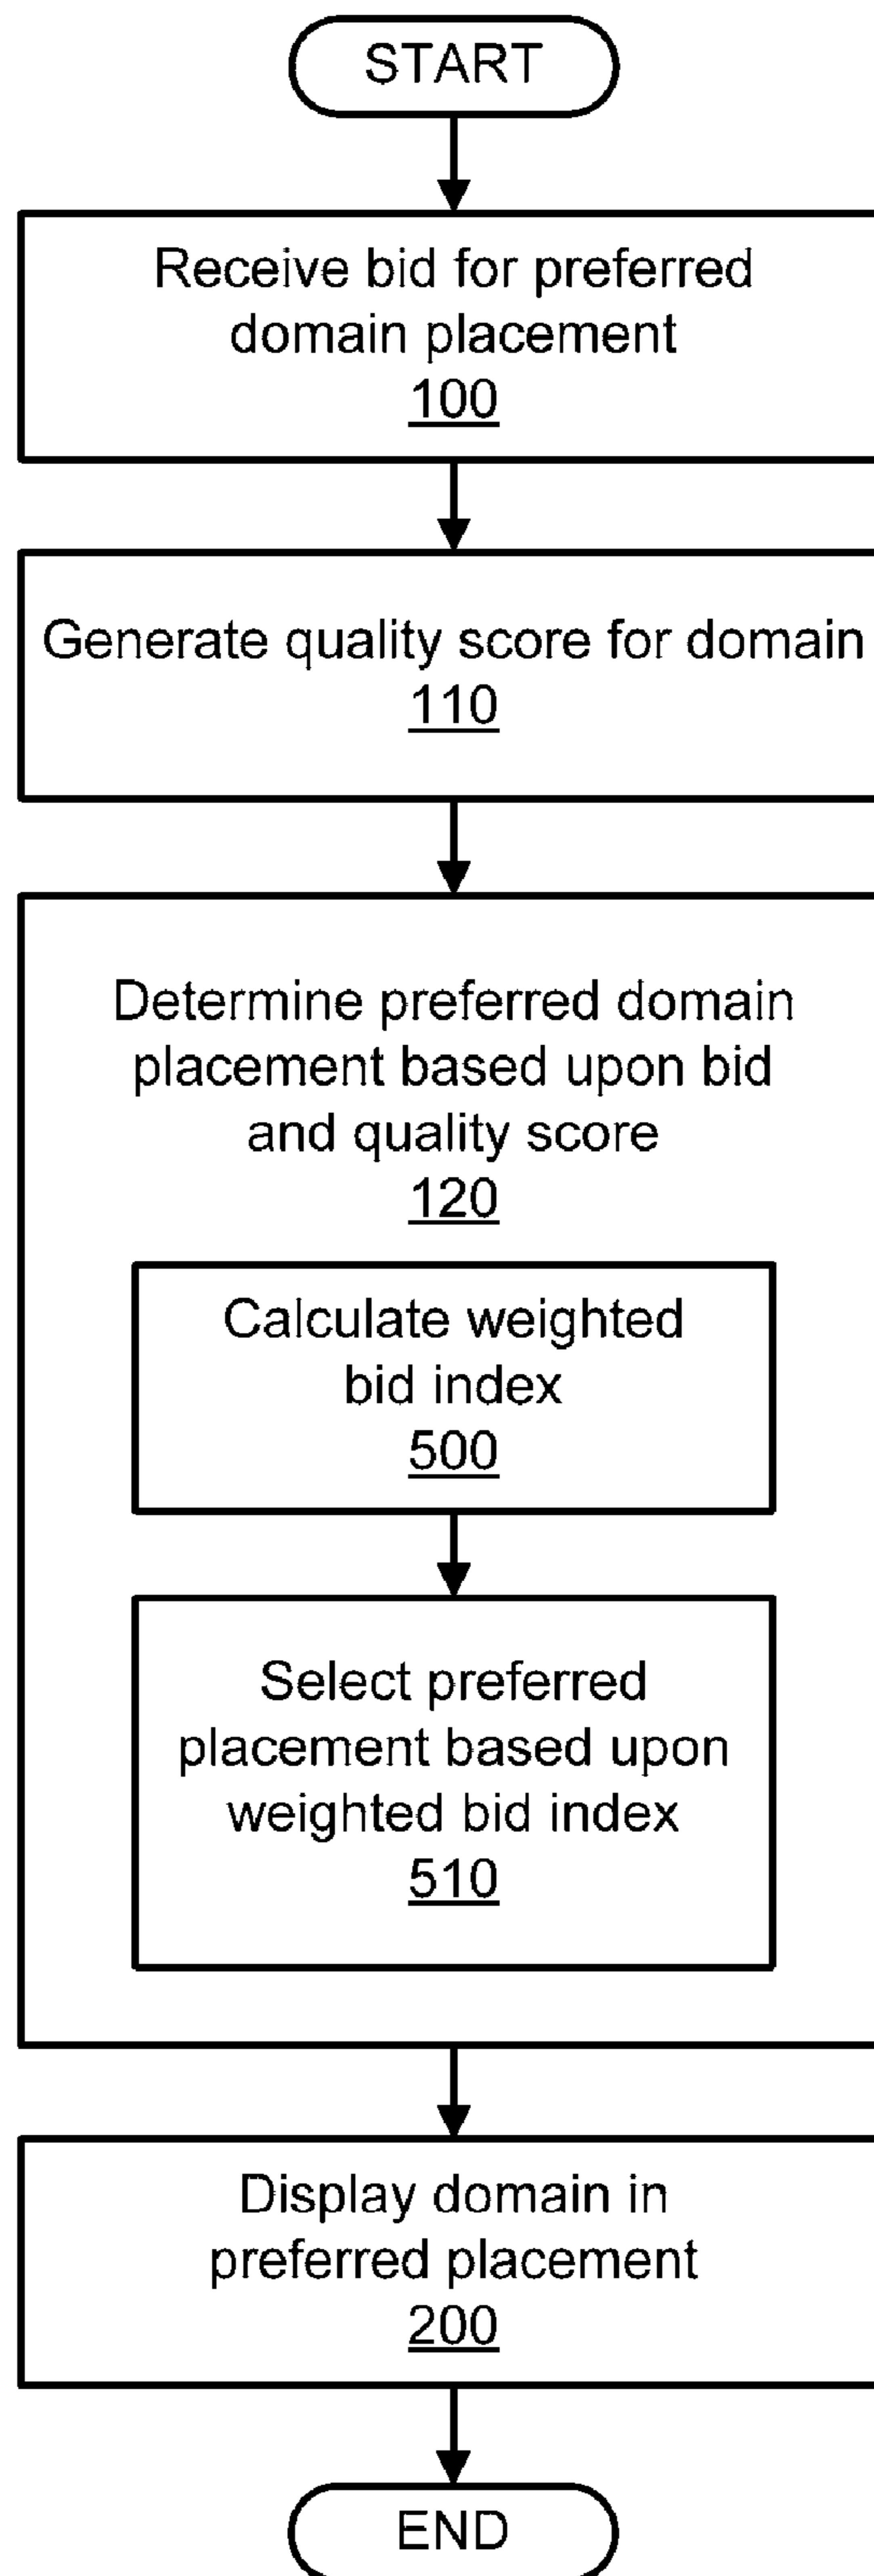 START
Receive bid for preferred
domain placement
100
Generate quality score for domain
110
Determine preferred domain
placement based upon bid
and quality score
120
Calculate weighted
bid index
500
Select preferred
placement based upon
weighted bid index
510
Display domain in
preferred placement
200
END